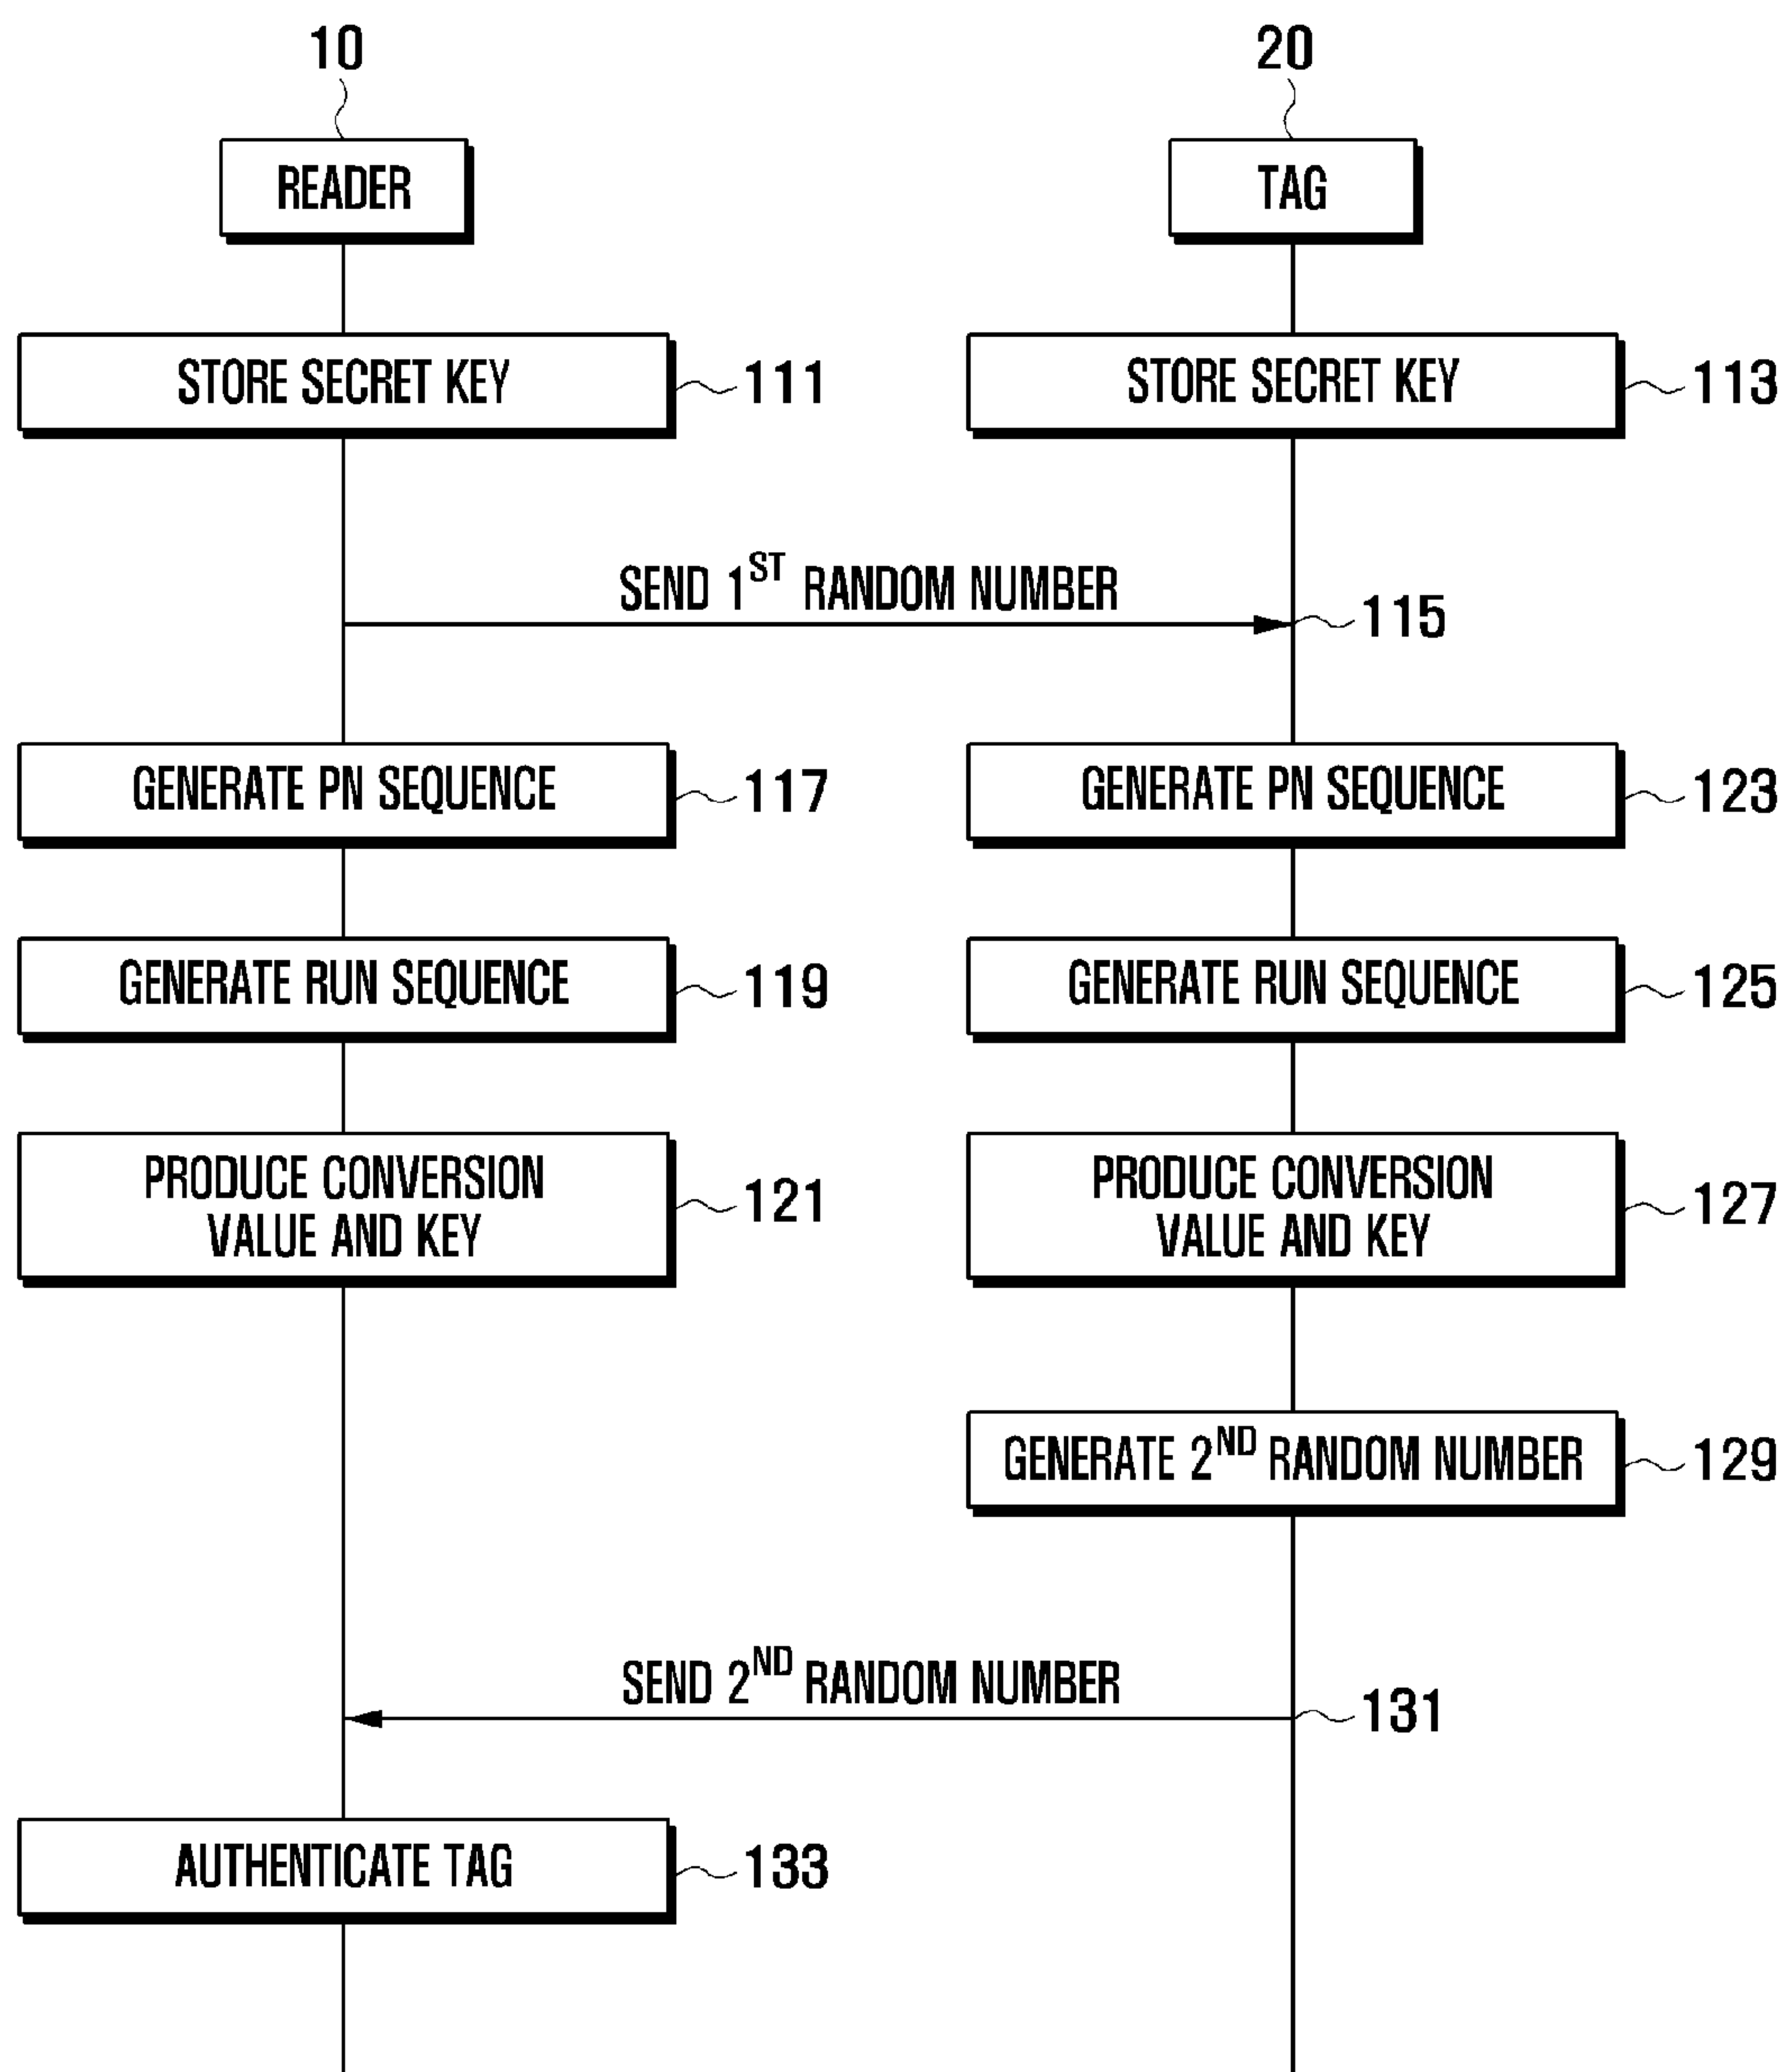 10
20
READER
TAG
STORE SECRET KEY
111
STORE SECRET KEY
113
SEND 1ST RANDOM NUMBER
115
GENERATE PN SEQUENCE
117
GENERATE PN SEQUENCE
123
GENERATE RUN SEQUENCE
119
GENERATE RUN SEQUENCE
125
PRODUCE CONVERSION
VALUE AND KEY
121
PRODUCE CONVERSION
VALUE AND KEY
127
GENERATE 2ND RANDOM NUMBER
129
SEND 2ND RANDOM NUMBER
131
AUTHENTICATE TAG
133